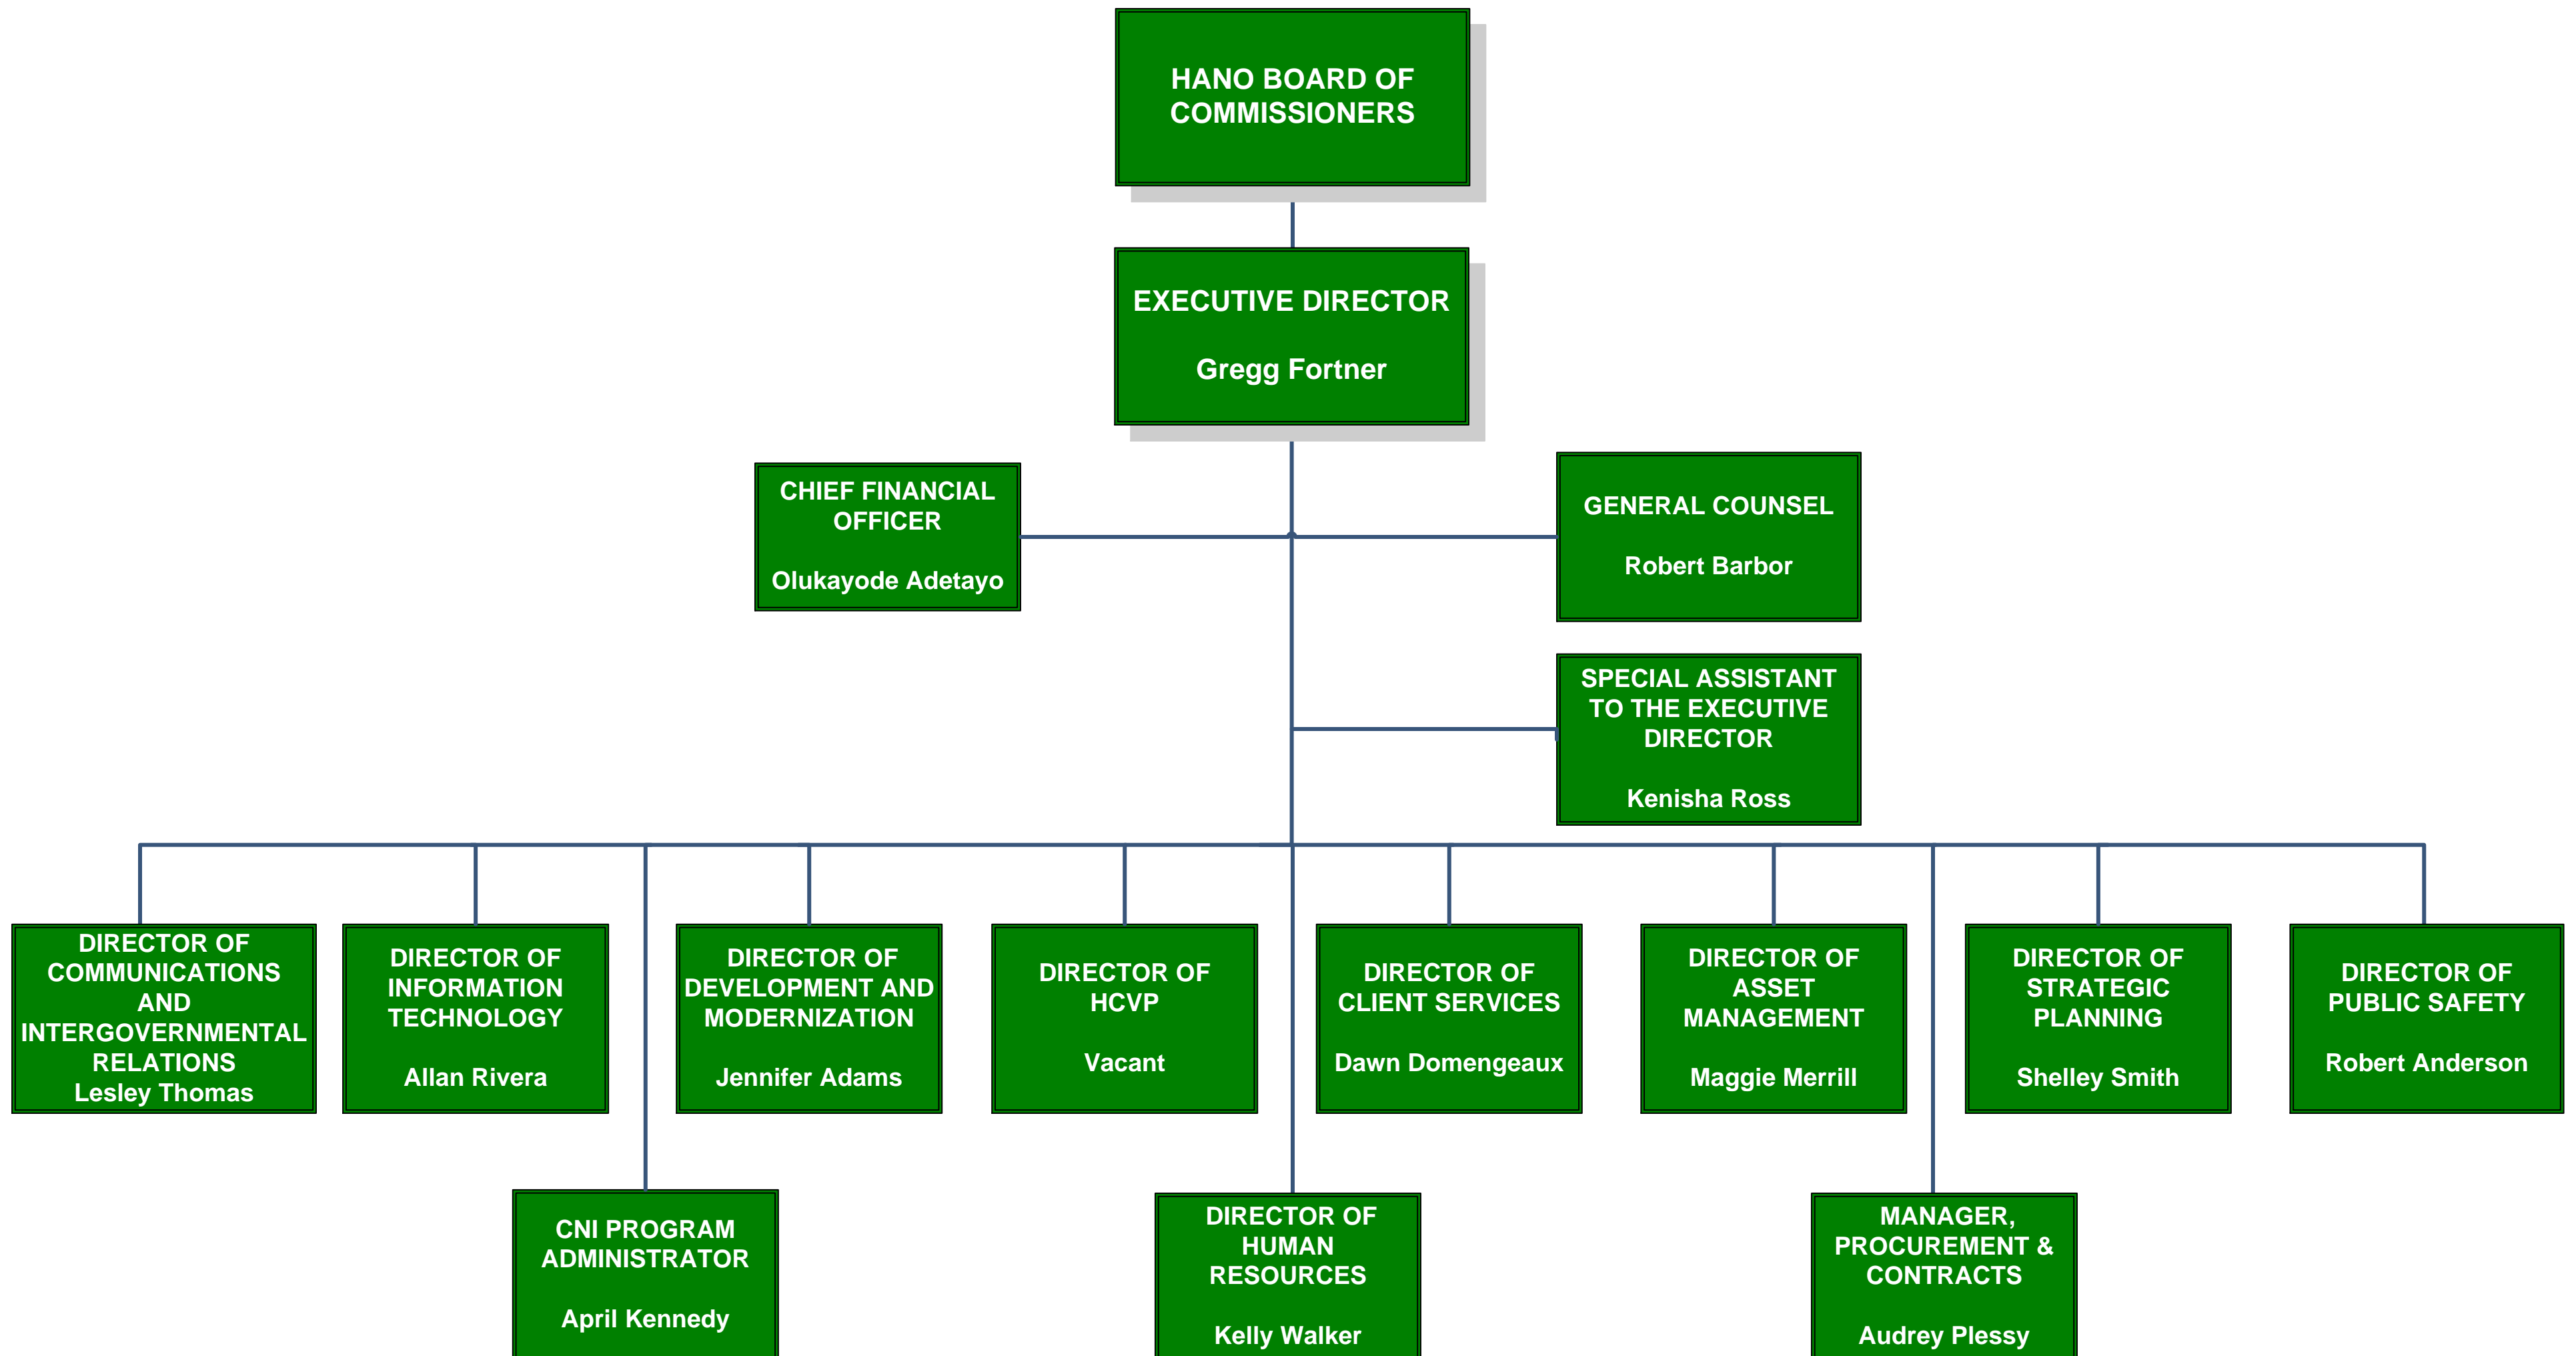 HANO BOARD OF
COMMISSIONERS
EXECUTIVE DIRECTOR
Gregg Fortner
CHIEF FINANCIAL
OFFICER
Olukayode Adetayo
GENERAL COUNSEL
Robert Barbor
SPECIAL ASSISTANT
TO THE EXECUTIVE
DIRECTOR
Kenisha Ross
DIRECTOR OF
COMMUNICATIONS
AND
INTERGOVERNMENTAL
RELATIONS
Lesley Thomas
DIRECTOR OF
INFORMATION
TECHNOLOGY
Allan Rivera
DIRECTOR OF
DEVELOPMENT AND
MODERNIZATION
Jennifer Adams
DIRECTOR OF
HCVP
Vacant
DIRECTOR OF
CLIENT SERVICES
Dawn Domengeaux
DIRECTOR OF
ASSET
MANAGEMENT
Maggie Merrill
DIRECTOR OF
STRATEGIC
PLANNING
Shelley Smith
DIRECTOR OF
PUBLIC SAFETY
Robert Anderson
CNI PROGRAM
ADMINISTRATOR
April Kennedy
DIRECTOR OF
HUMAN
RESOURCES
Kelly Walker
MANAGER,
PROCUREMENT &
CONTRACTS
Audrey Plessy